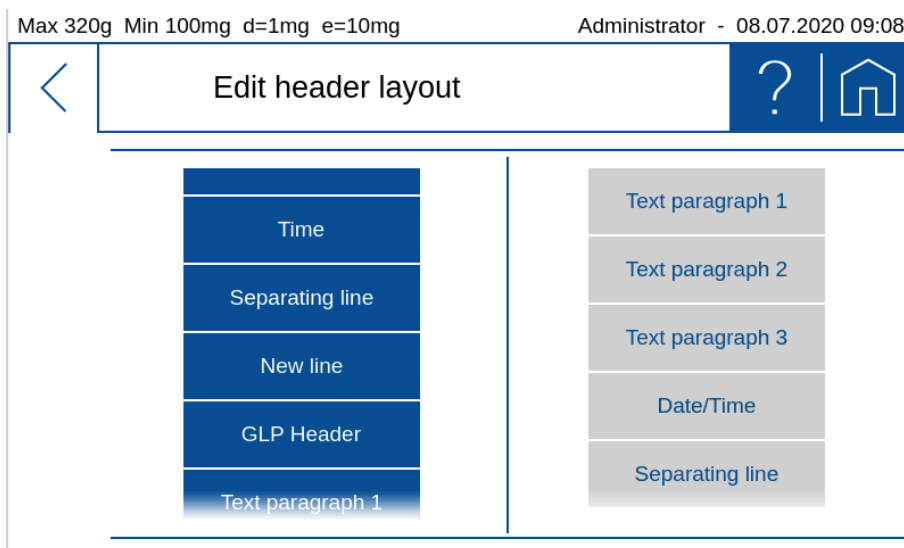 Max 320g Min 100mg d=1mg e=10mg
Administrator - 08.07.2020 09:08
Edit header layout
?
Time
Separating line
New line
GLP Header
Text paragraph 1
Text paragraph 1
Text paragraph 2
Text paragraph 3
Date/Time
Separating line